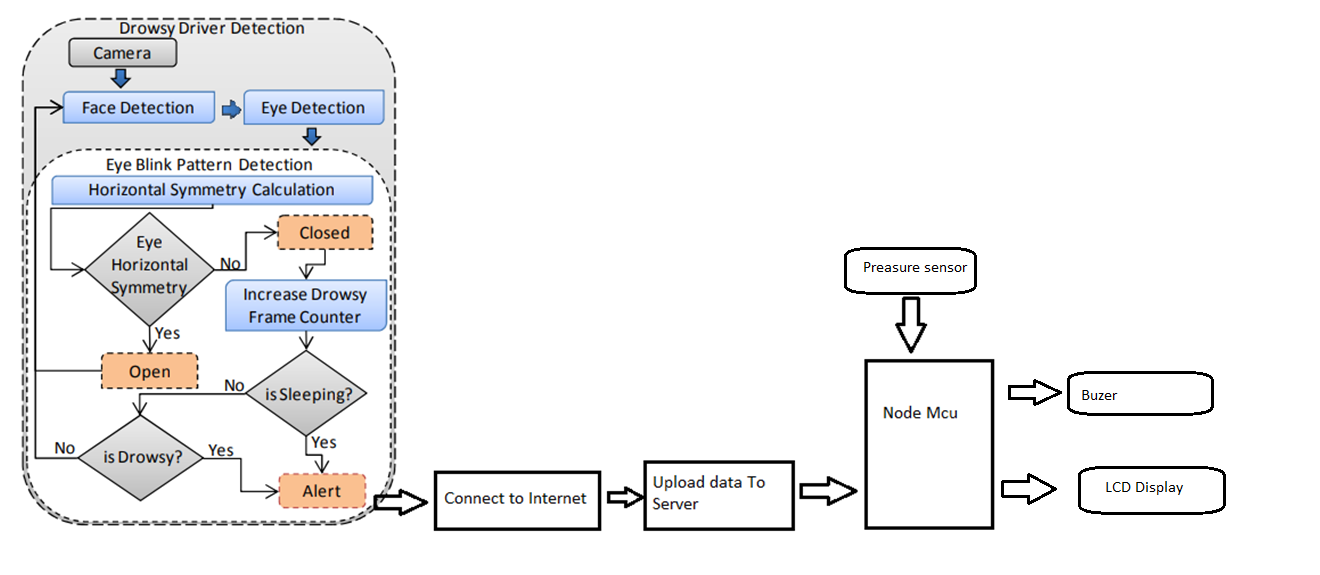 Drowsy Driver Detection
Camera
Face Detection
Eye Detection
Eye Blink Pattern Detection
Horizontal Symmetry Calculation
Eye
Horizontal
Symmetry
No
Closed
Increase Drowsy
Frame Counter
Yes
Open
is Sleeping?
No
Yes
is Drowsy?
No
Yes
Alert
Connect to Internet
Upload data To
Server
Preasure sensor
Node Mcu
Buzer
LCD Display